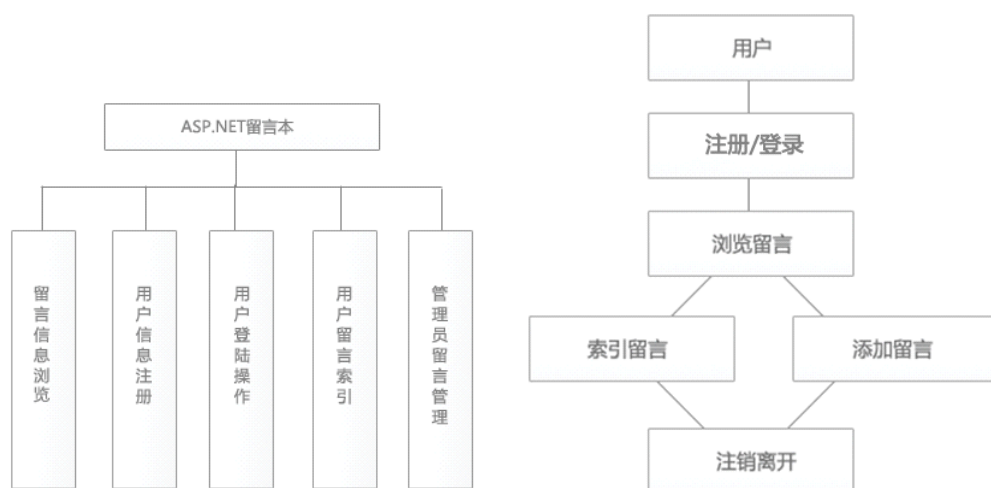 ASP.NET留言本
留言信息浏览
用户信息注册
用户登陆操作
用户留言索引
管理员留言管理
用户
注册/登录
浏览留言
索引留言
添加留言
注销离开